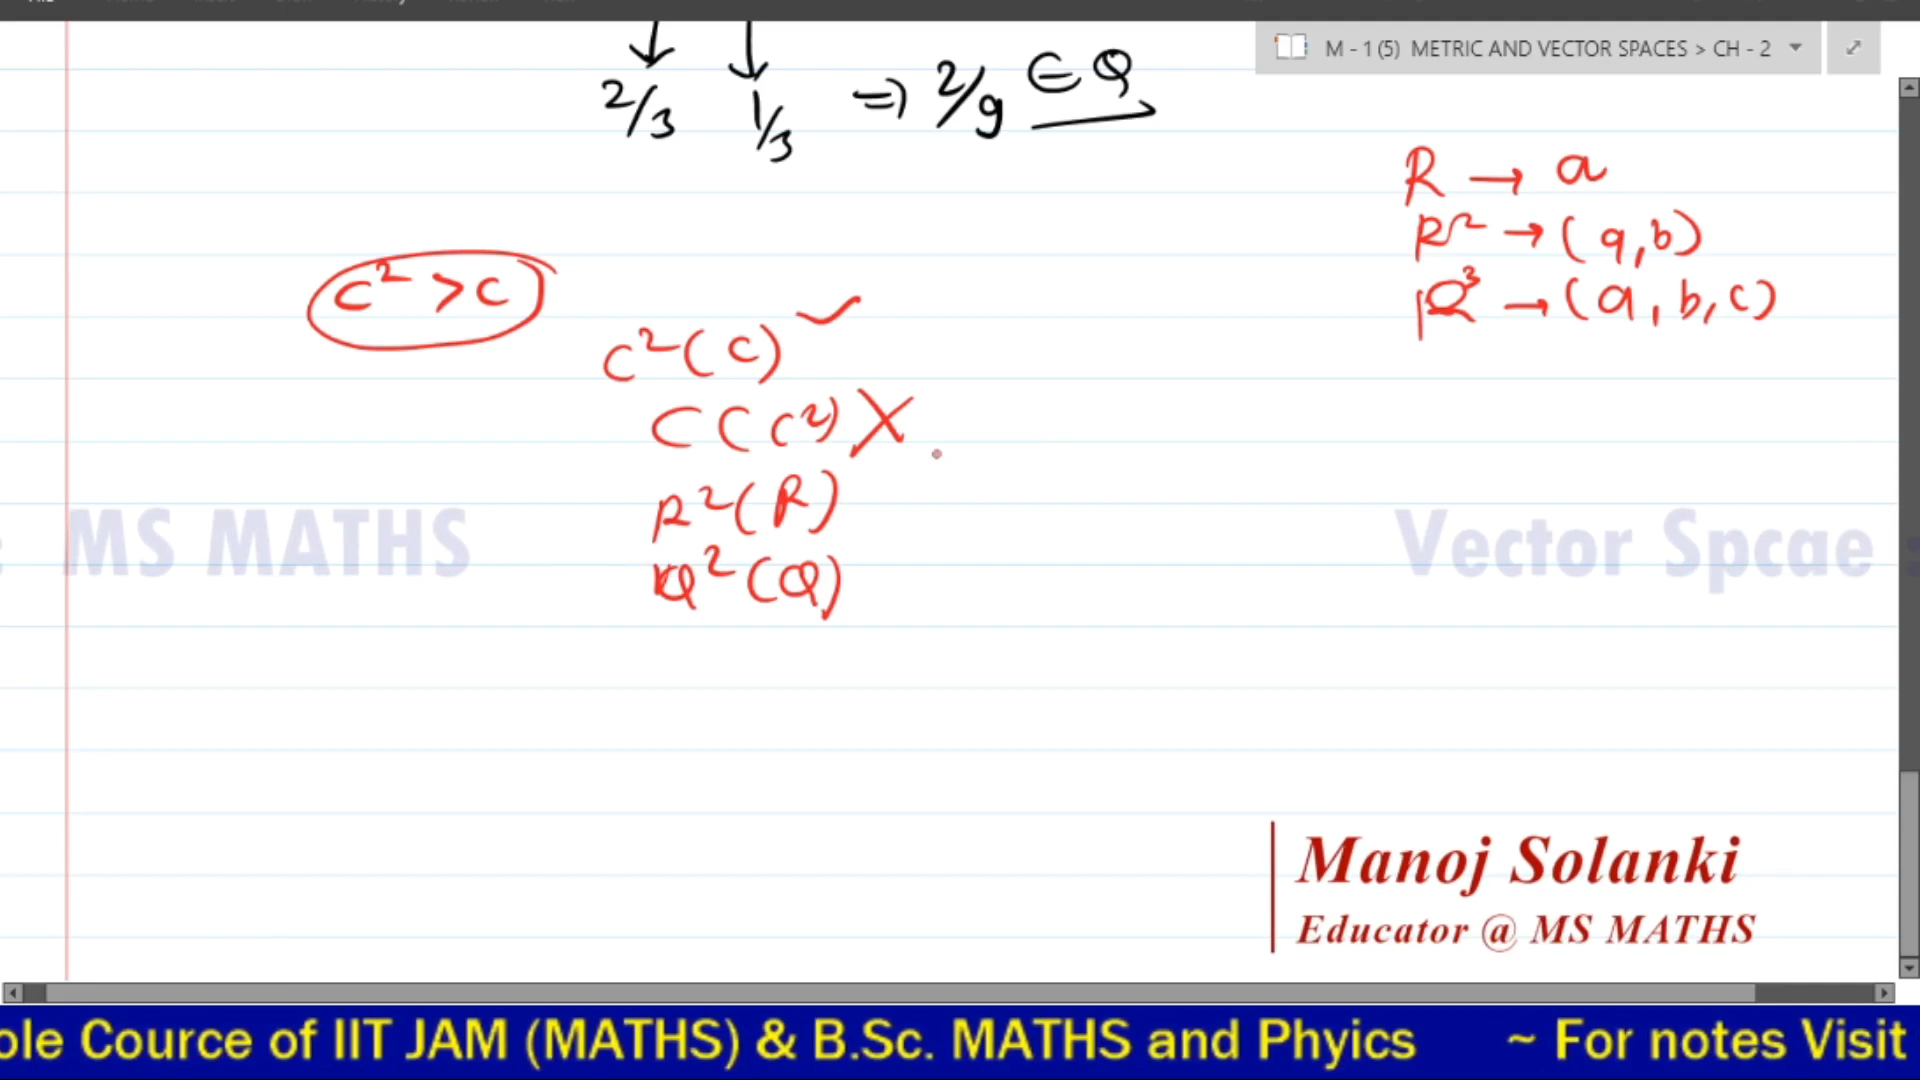 M - 1 (5) METRIC AND VECTOR SPACES > CH - 2
2/3 1/3 => 2/9 ∈ Q
R → a
R² → (a,b)
R³ → (a, b, c)
C² > C
C²(C) ✓
C(C²) X
R²(R)
Q²(Q)
MS MATHS
Vector Spcae
Manoj Solanki
Educator @ MS MATHS
ole Cource of IIT JAM (MATHS) & B.Sc. MATHS and Phyics ~ For notes Visit